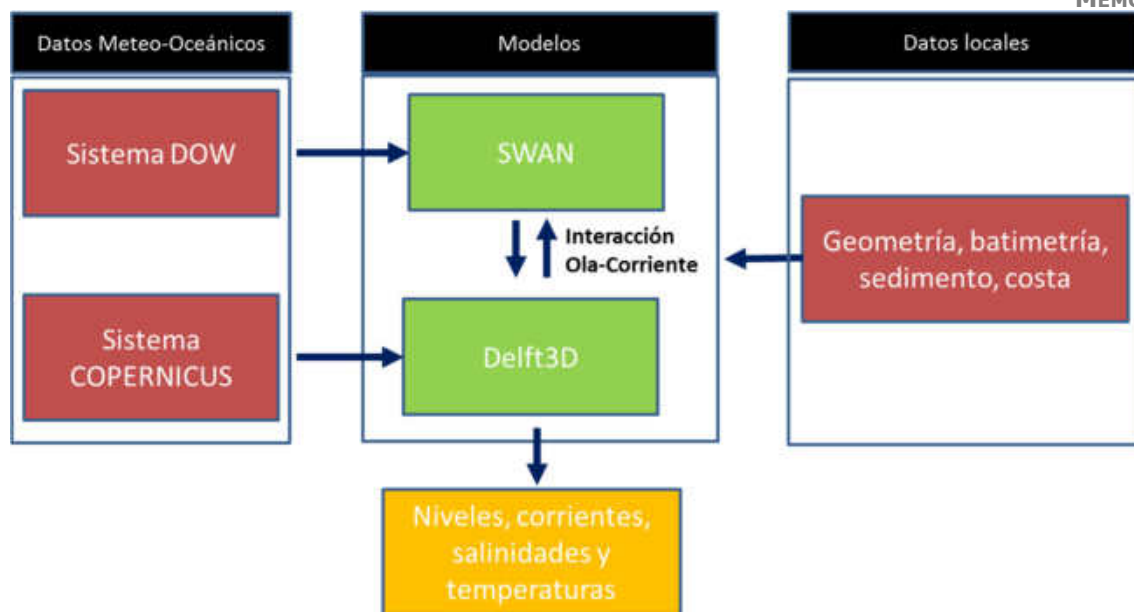 Datos Meteo-Oceánicos
Modelos
Datos locales
Sistema DOW
SWAN
Interacción
Ola-Corriente
Geometría, batimetría,
sedimento, costa
Sistema
COPERNICUS
Delft3D
Niveles, corrientes,
salinidades y
temperaturas